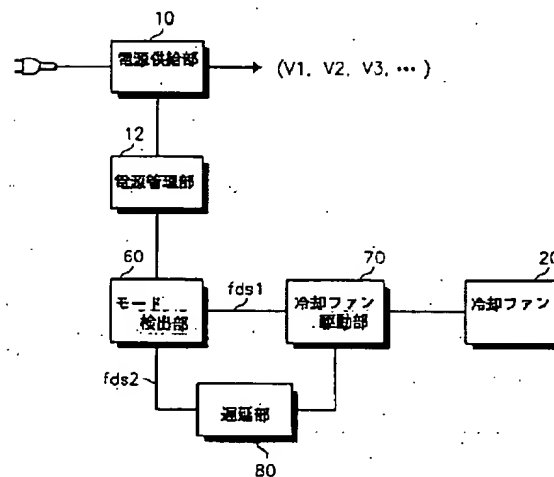 10
電源供給部
(V1, V2, V3, ···)
12
電源管理部
60
モード
検出部
fds1
70
冷却ファン
駆動部
20
冷却ファン
fds2
遅延部
80